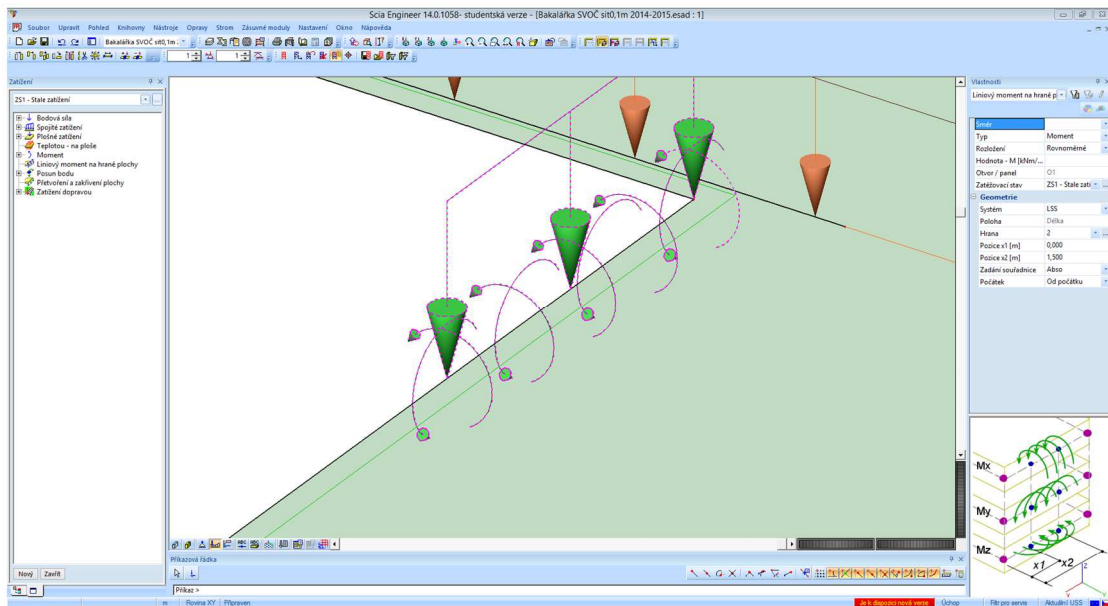 Scia Engineer 14.0.1058- studentská verze - [Bakalářka SVOČ sit0,1m 2014-2015.esad : 1]
Soubor Upravit Pohled Knihovny Nástroje Opravy Strom Zásuvné moduly Nastavení Okno Nápověda
Bakalářka SVOČ sit0,1m
1 1
Zatížení
ZS1 - Stale zatížení
Bodová síla
Spojité zatížení
Plošné zatížení
Teplotou - na ploše
Moment
Liniový moment na hraně plochy
Posun bodu
Přetvoření a zakřivení plochy
Zatížení dopravou
Nový Zavřít
Vlastnosti
Liniový moment na hraně p
Směr
Typ Moment
Rozložení Rovnoměrné
Hodnota - M [kNm/...
Otvor / panel O1
Zatěžovací stav ZS1 - Stale zatí
Geometrie
Systém LSS
Poloha Délka
Hrana 2
Pozice x1 [m] 0,000
Pozice x2 [m] 1,500
Zadání souřadnice Abso
Počátek Od počátku
Mx
My
Mz
x1 x2
z
x
y
Příkazová řádka
Příkaz >
m Rovina XY Připraven Je k dispozici nová verze Úchop Filtr pro servis Aktuální USS